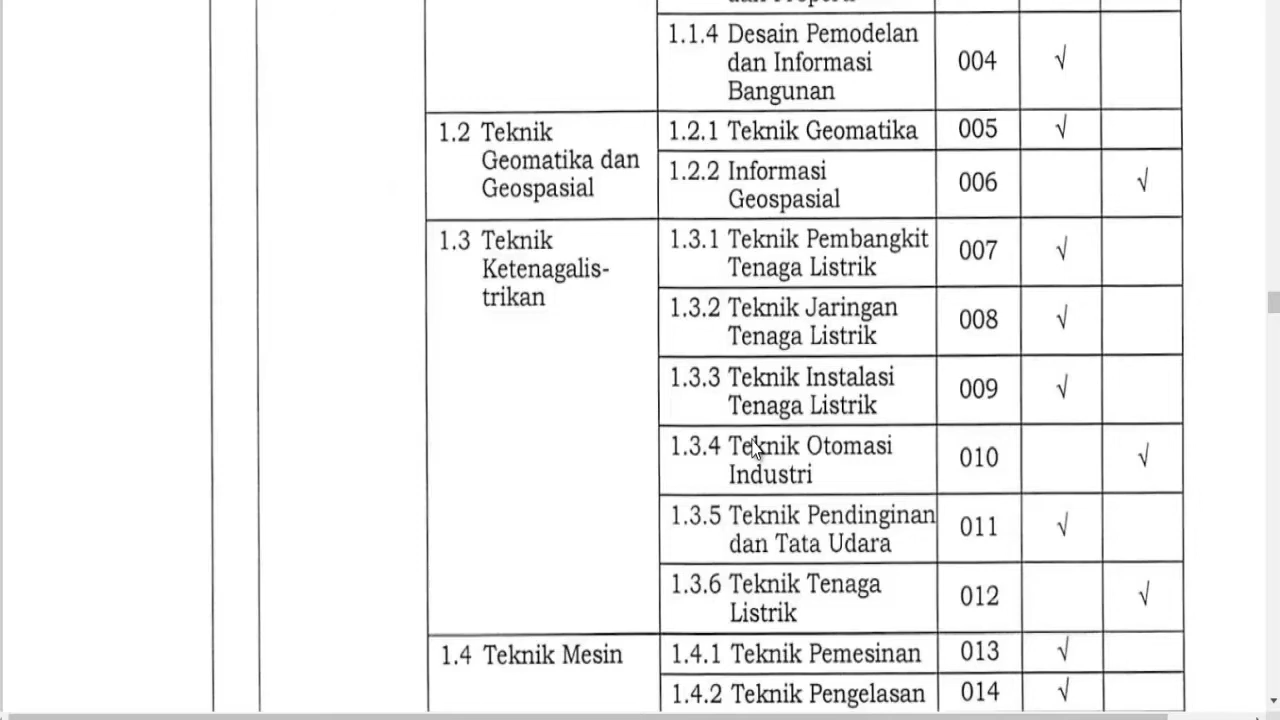 1.1.4 Desain Pemodelan
dan Informasi
Bangunan
004 √
1.2 Teknik
Geomatika dan
Geospasial
1.2.1 Teknik Geomatika 005 √
1.2.2 Informasi
Geospasial
006 √
1.3 Teknik
Ketenagalis-
trikan
1.3.1 Teknik Pembangkit
Tenaga Listrik
007 √
1.3.2 Teknik Jaringan
Tenaga Listrik
008 √
1.3.3 Teknik Instalasi
Tenaga Listrik
009 √
1.3.4 Teknik Otomasi
Industri
010 √
1.3.5 Teknik Pendinginan
dan Tata Udara
011 √
1.3.6 Teknik Tenaga
Listrik
012 √
1.4 Teknik Mesin
1.4.1 Teknik Pemesinan 013 √
1.4.2 Teknik Pengelasan 014 √